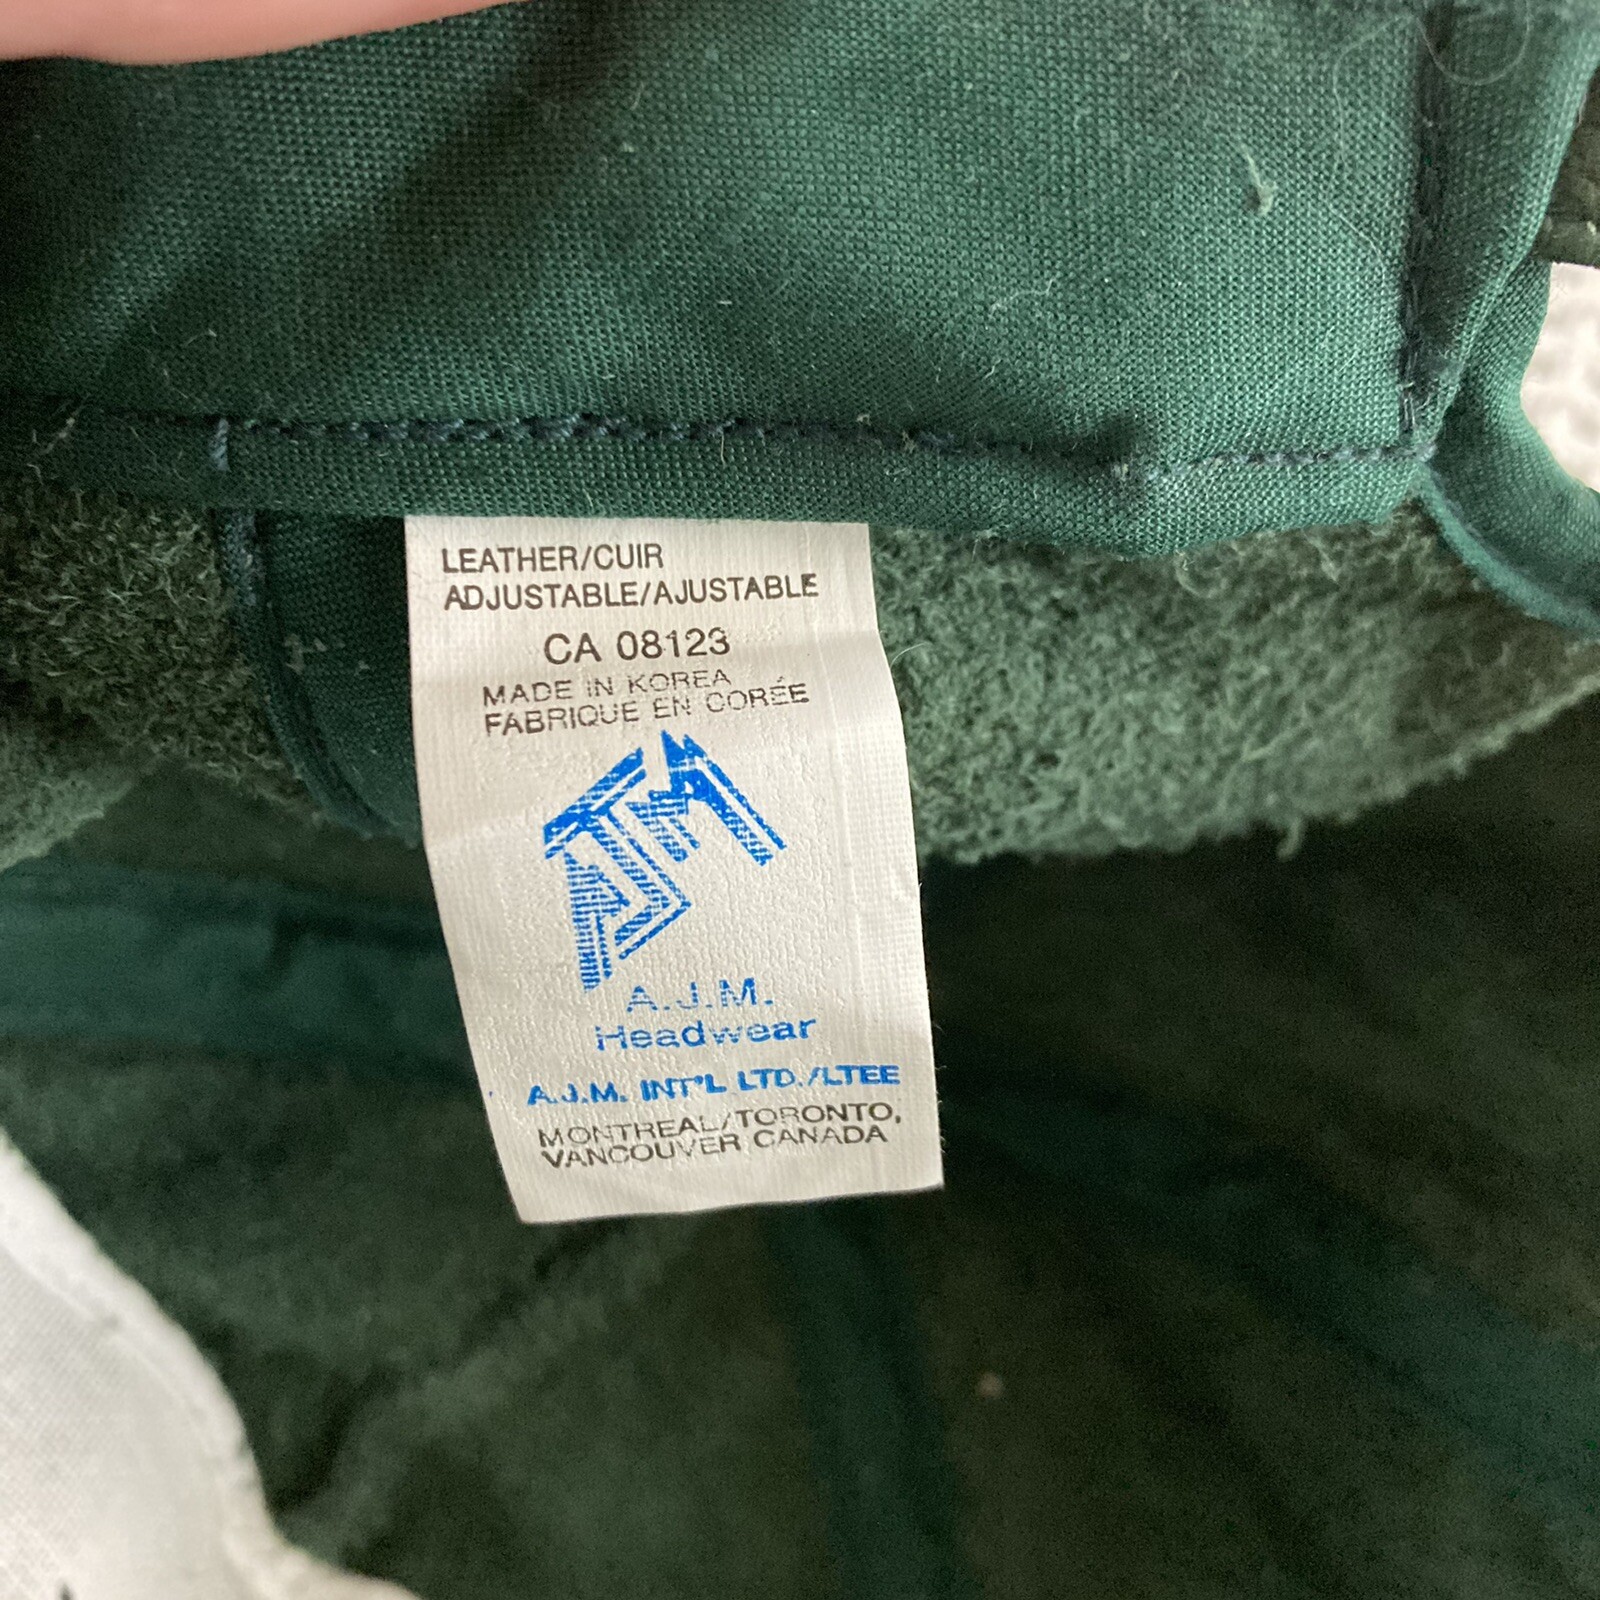 LEATHER/CUIR
ADJUSTABLE/AJUSTABLE
CA 08123
MADE IN KOREA
FABRIQUE EN CORÉE
AJM
A.J.M.
Headwear
A.J.M. INT'L LTD./LTEE
MONTREAL/TORONTO,
VANCOUVER CANADA